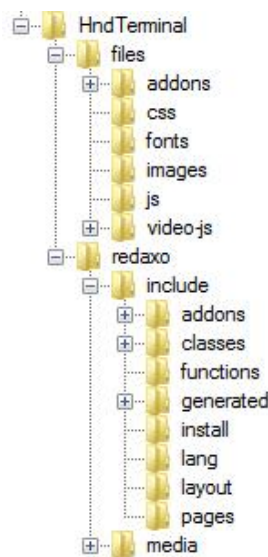 HndTerminal
files
addons
css
fonts
images
js
video-js
redaxo
include
addons
classes
functions
generated
install
lang
layout
pages
media